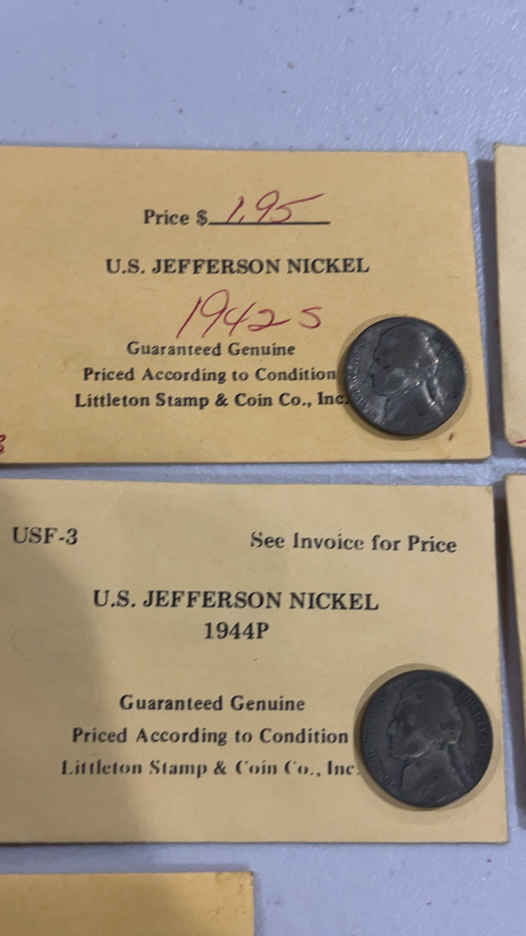 Price $ 1.95
U.S. JEFFERSON NICKEL
1942 S
Guaranteed Genuine
Priced According to Condition
Littleton Stamp & Coin Co., Inc.
USF-3
See Invoice for Price
U.S. JEFFERSON NICKEL
1944P
Guaranteed Genuine
Priced According to Condition
Littleton Stamp & Coin Co., Inc.